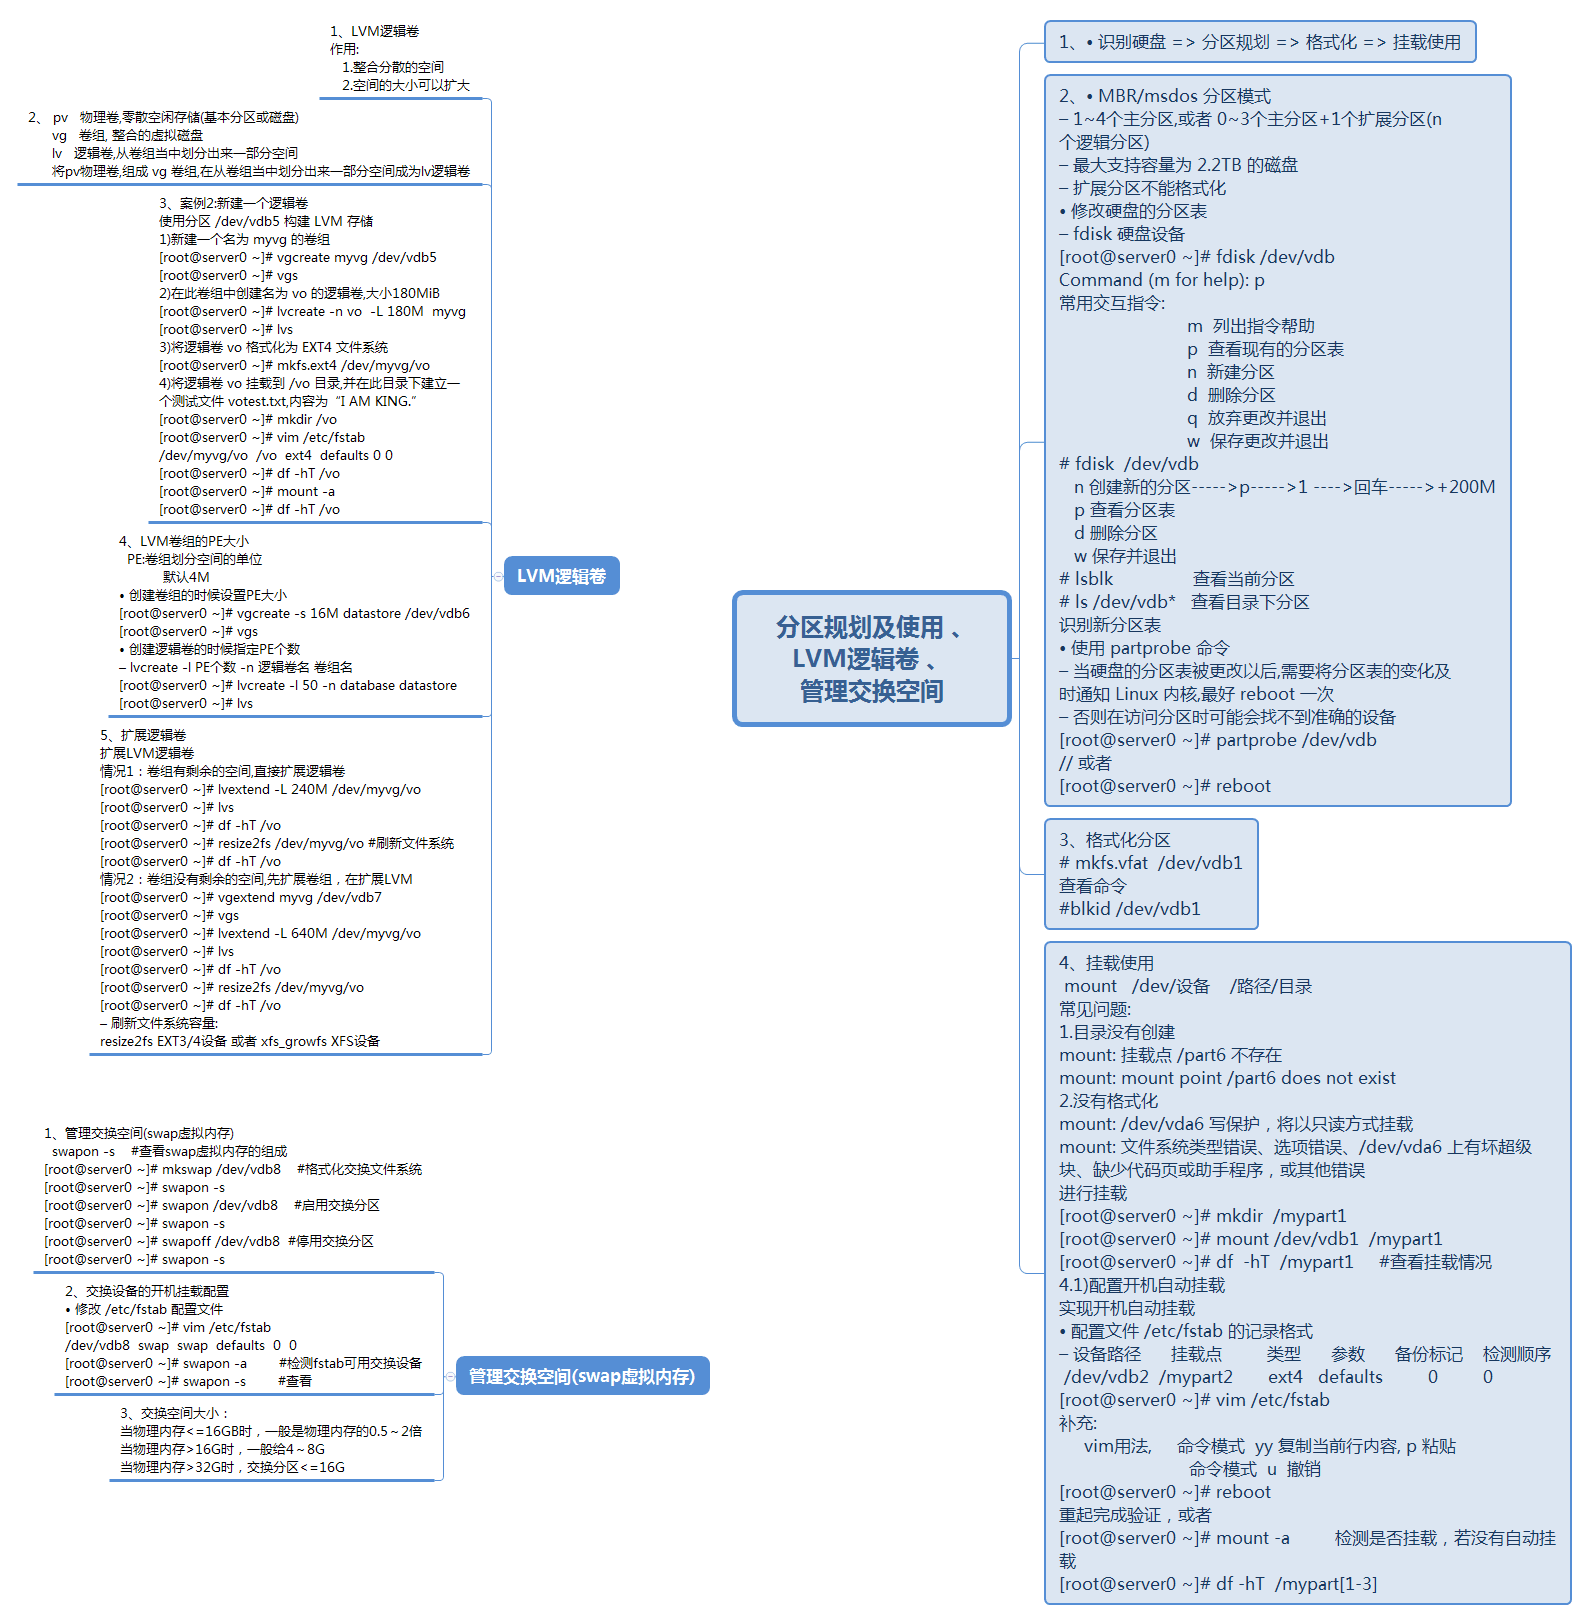 分区规划及使用 、
LVM逻辑卷 、
管理交换空间
1、• 识别硬盘 => 分区规划 => 格式化 => 挂载使用
2、• MBR/msdos 分区模式
– 1~4个主分区,或者 0~3个主分区+1个扩展分区(n
个逻辑分区)
– 最大支持容量为 2.2TB 的磁盘
– 扩展分区不能格式化
• 修改硬盘的分区表
– fdisk 硬盘设备
[root@server0 ~]# fdisk /dev/vdb
Command (m for help): p
常用交互指令:
m 列出指令帮助
p 查看现有的分区表
n 新建分区
d 删除分区
q 放弃更改并退出
w 保存更改并退出
# fdisk /dev/vdb
n 创建新的分区----->p----->1 ---->回车----->+200M
p 查看分区表
d 删除分区
w 保存并退出
# lsblk 查看当前分区
# ls /dev/vdb* 查看目录下分区
识别新分区表
• 使用 partprobe 命令
– 当硬盘的分区表被更改以后,需要将分区表的变化及
时通知 Linux 内核,最好 reboot 一次
– 否则在访问分区时可能会找不到准确的设备
[root@server0 ~]# partprobe /dev/vdb
// 或者
[root@server0 ~]# reboot
3、格式化分区
# mkfs.vfat /dev/vdb1
查看命令
#blkid /dev/vdb1
4、挂载使用
mount /dev/设备 /路径/目录
常见问题:
1.目录没有创建
mount: 挂载点 /part6 不存在
mount: mount point /part6 does not exist
2.没有格式化
mount: /dev/vda6 写保护，将以只读方式挂载
mount: 文件系统类型错误、选项错误、/dev/vda6 上有坏超级
块、缺少代码页或助手程序，或其他错误
进行挂载
[root@server0 ~]# mkdir /mypart1
[root@server0 ~]# mount /dev/vdb1 /mypart1
[root@server0 ~]# df -hT /mypart1 #查看挂载情况
4.1)配置开机自动挂载
实现开机自动挂载
• 配置文件 /etc/fstab 的记录格式
– 设备路径 挂载点 类型 参数 备份标记 检测顺序
/dev/vdb2 /mypart2 ext4 defaults 0 0
[root@server0 ~]# vim /etc/fstab
补充:
vim用法, 命令模式 yy 复制当前行内容, p 粘贴
命令模式 u 撤销
[root@server0 ~]# reboot
重起完成验证，或者
[root@server0 ~]# mount -a 检测是否挂载，若没有自动挂
载
[root@server0 ~]# df -hT /mypart[1-3]
LVM逻辑卷
1、LVM逻辑卷
作用:
1.整合分散的空间
2.空间的大小可以扩大
2、 pv 物理卷,零散空闲存储(基本分区或磁盘)
vg 卷组, 整合的虚拟磁盘
lv 逻辑卷,从卷组当中划分出来一部分空间
将pv物理卷,组成 vg 卷组,在从卷组当中划分出来一部分空间成为lv逻辑卷
3、案例2:新建一个逻辑卷
使用分区 /dev/vdb5 构建 LVM 存储
1)新建一个名为 myvg 的卷组
[root@server0 ~]# vgcreate myvg /dev/vdb5
[root@server0 ~]# vgs
2)在此卷组中创建名为 vo 的逻辑卷,大小180MiB
[root@server0 ~]# lvcreate -n vo -L 180M myvg
[root@server0 ~]# lvs
3)将逻辑卷 vo 格式化为 EXT4 文件系统
[root@server0 ~]# mkfs.ext4 /dev/myvg/vo
4)将逻辑卷 vo 挂载到 /vo 目录,并在此目录下建立一
个测试文件 votest.txt,内容为“I AM KING.”
[root@server0 ~]# mkdir /vo
[root@server0 ~]# vim /etc/fstab
/dev/myvg/vo /vo ext4 defaults 0 0
[root@server0 ~]# df -hT /vo
[root@server0 ~]# mount -a
[root@server0 ~]# df -hT /vo
4、LVM卷组的PE大小
PE:卷组划分空间的单位
默认4M
• 创建卷组的时候设置PE大小
[root@server0 ~]# vgcreate -s 16M datastore /dev/vdb6
[root@server0 ~]# vgs
• 创建逻辑卷的时候指定PE个数
– lvcreate -l PE个数 -n 逻辑卷名 卷组名
[root@server0 ~]# lvcreate -l 50 -n database datastore
[root@server0 ~]# lvs
5、扩展逻辑卷
扩展LVM逻辑卷
情况1：卷组有剩余的空间,直接扩展逻辑卷
[root@server0 ~]# lvextend -L 240M /dev/myvg/vo
[root@server0 ~]# lvs
[root@server0 ~]# df -hT /vo
[root@server0 ~]# resize2fs /dev/myvg/vo #刷新文件系统
[root@server0 ~]# df -hT /vo
情况2：卷组没有剩余的空间,先扩展卷组，在扩展LVM
[root@server0 ~]# vgextend myvg /dev/vdb7
[root@server0 ~]# vgs
[root@server0 ~]# lvextend -L 640M /dev/myvg/vo
[root@server0 ~]# lvs
[root@server0 ~]# df -hT /vo
[root@server0 ~]# resize2fs /dev/myvg/vo
[root@server0 ~]# df -hT /vo
– 刷新文件系统容量:
resize2fs EXT3/4设备 或者 xfs_growfs XFS设备
管理交换空间(swap虚拟内存)
1、管理交换空间(swap虚拟内存)
swapon -s #查看swap虚拟内存的组成
[root@server0 ~]# mkswap /dev/vdb8 #格式化交换文件系统
[root@server0 ~]# swapon -s
[root@server0 ~]# swapon /dev/vdb8 #启用交换分区
[root@server0 ~]# swapon -s
[root@server0 ~]# swapoff /dev/vdb8 #停用交换分区
[root@server0 ~]# swapon -s
2、交换设备的开机挂载配置
• 修改 /etc/fstab 配置文件
[root@server0 ~]# vim /etc/fstab
/dev/vdb8 swap swap defaults 0 0
[root@server0 ~]# swapon -a #检测fstab可用交换设备
[root@server0 ~]# swapon -s #查看
3、交换空间大小：
当物理内存<=16GB时，一般是物理内存的0.5～2倍
当物理内存>16G时，一般给4～8G
当物理内存>32G时，交换分区<=16G